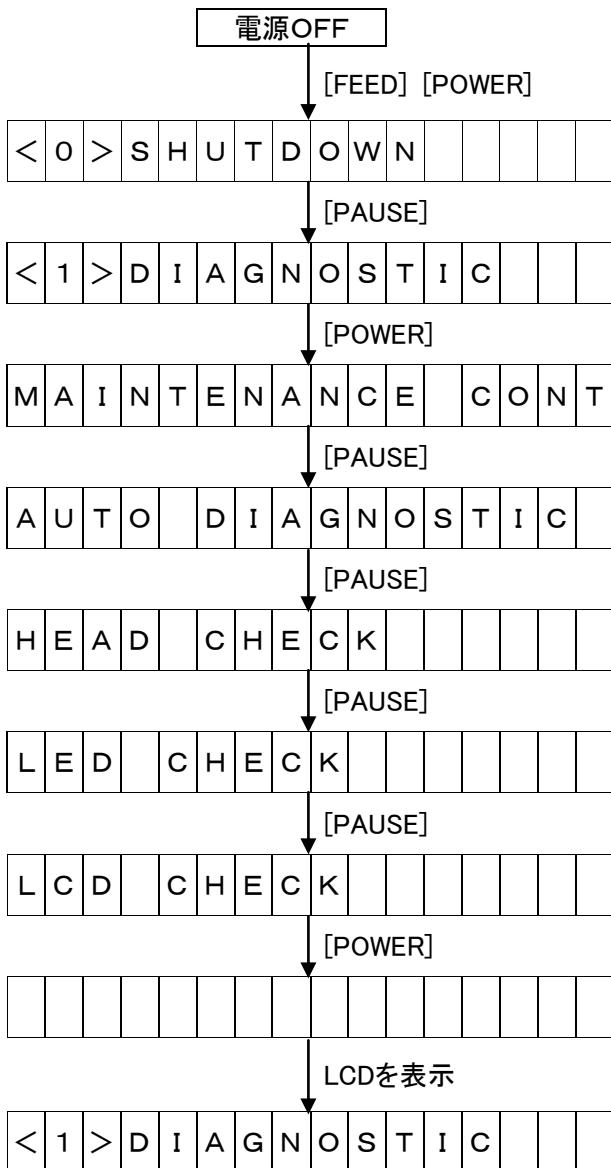 電源OFF
[FEED] [POWER]
<0>SHUTDOWN
[PAUSE]
<1>DIAGNOSTIC
[POWER]
MAINTENANCE CONT
[PAUSE]
AUTO DIAGNOSTIC
[PAUSE]
HEAD CHECK
[PAUSE]
LED CHECK
[PAUSE]
LCD CHECK
[POWER]
LCDを表示
<1>DIAGNOSTIC